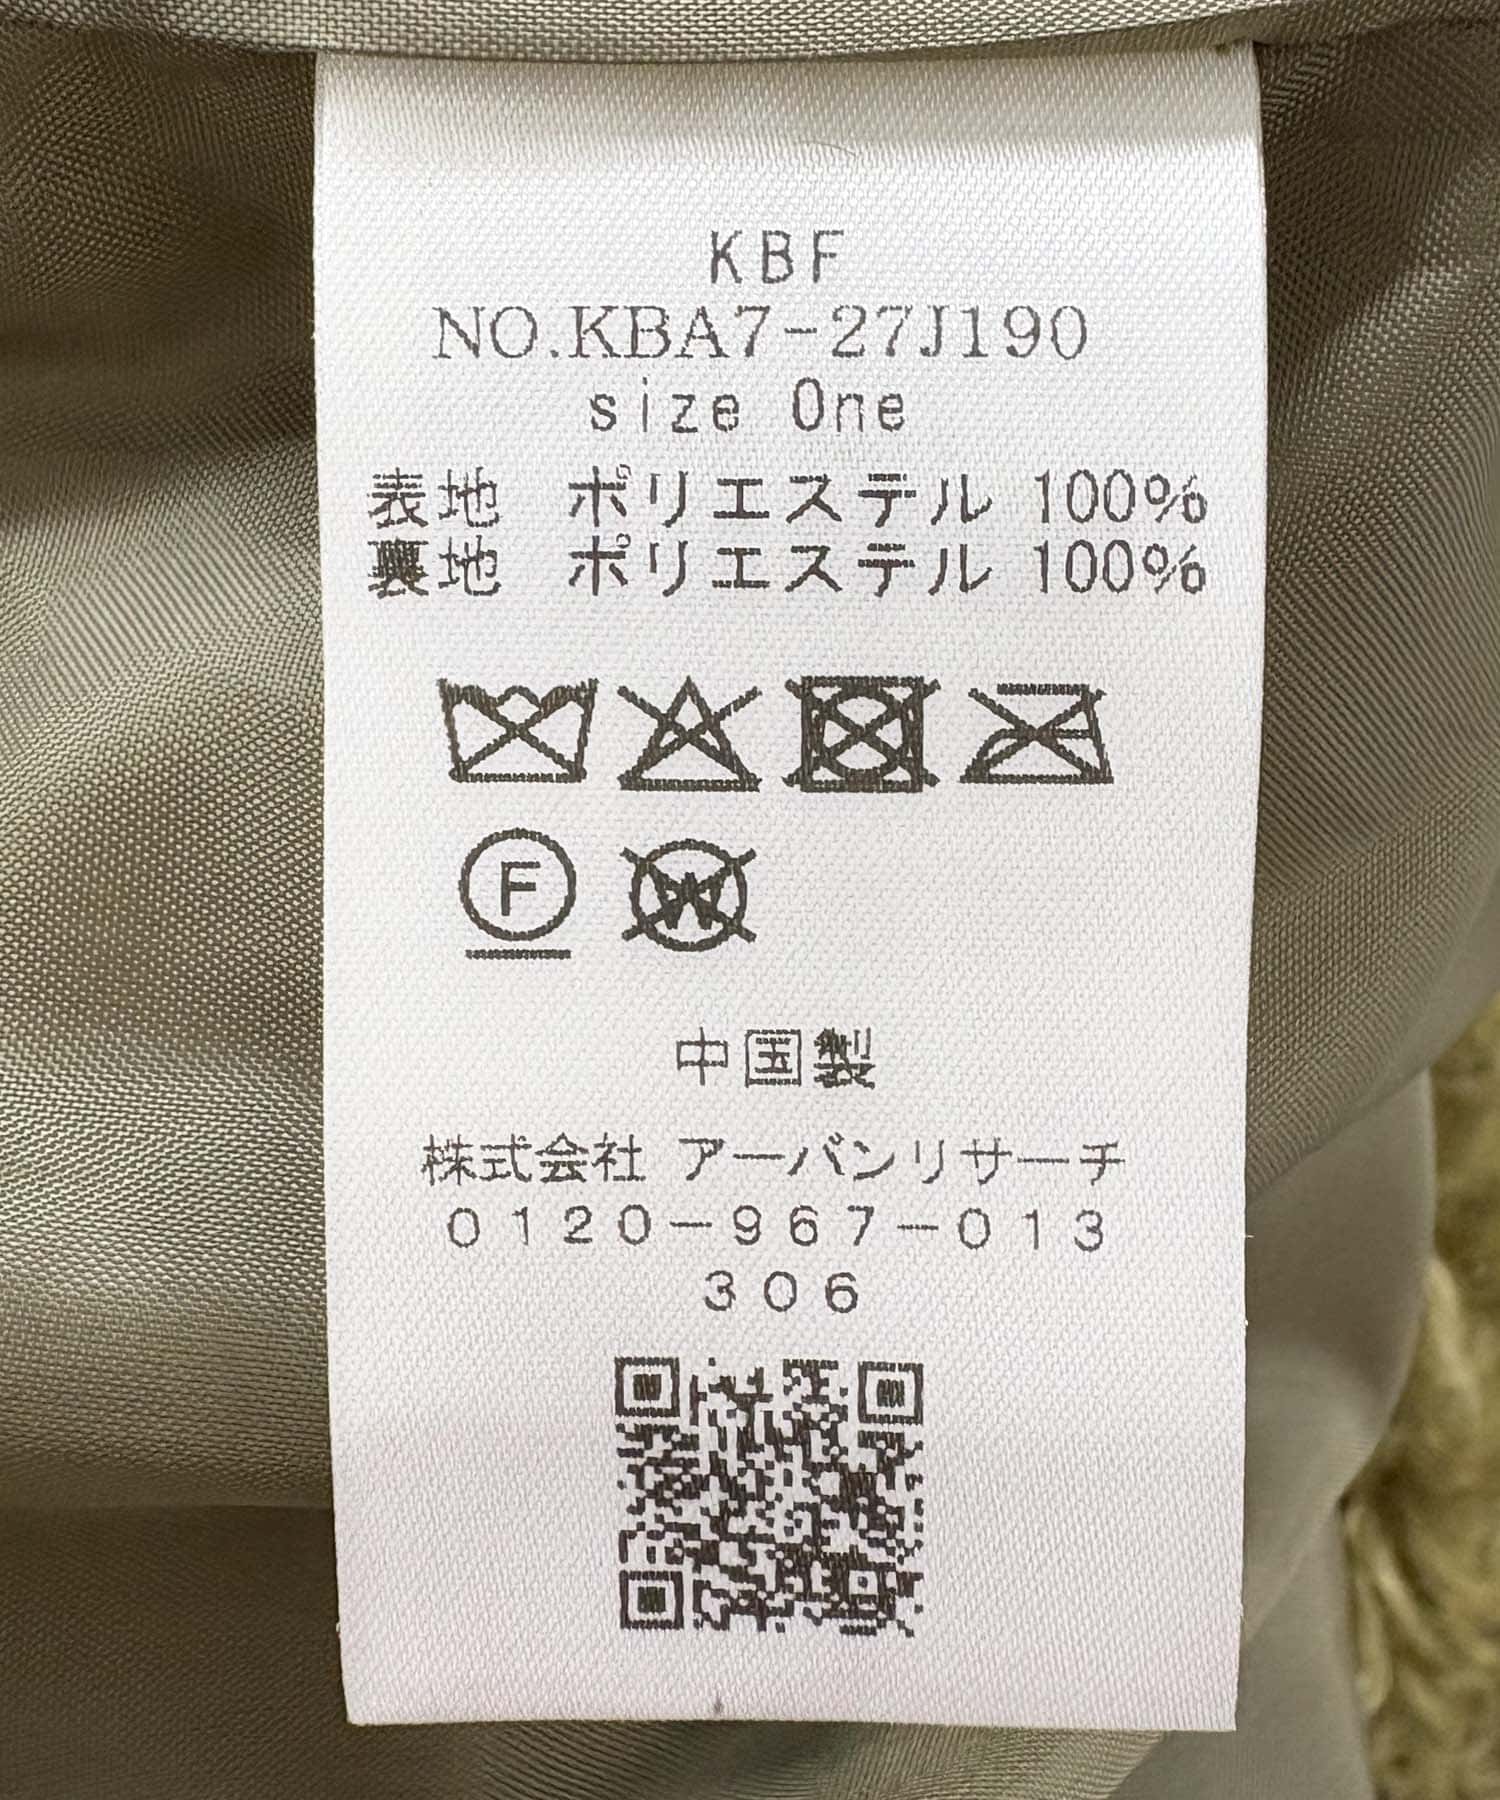 KBF
NO.KBA7-27J190
size One
表地 ポリエステル 100%
裏地 ポリエステル 100%
F W
中国製
株式会社 アーバンリサーチ
0120-967-013
306